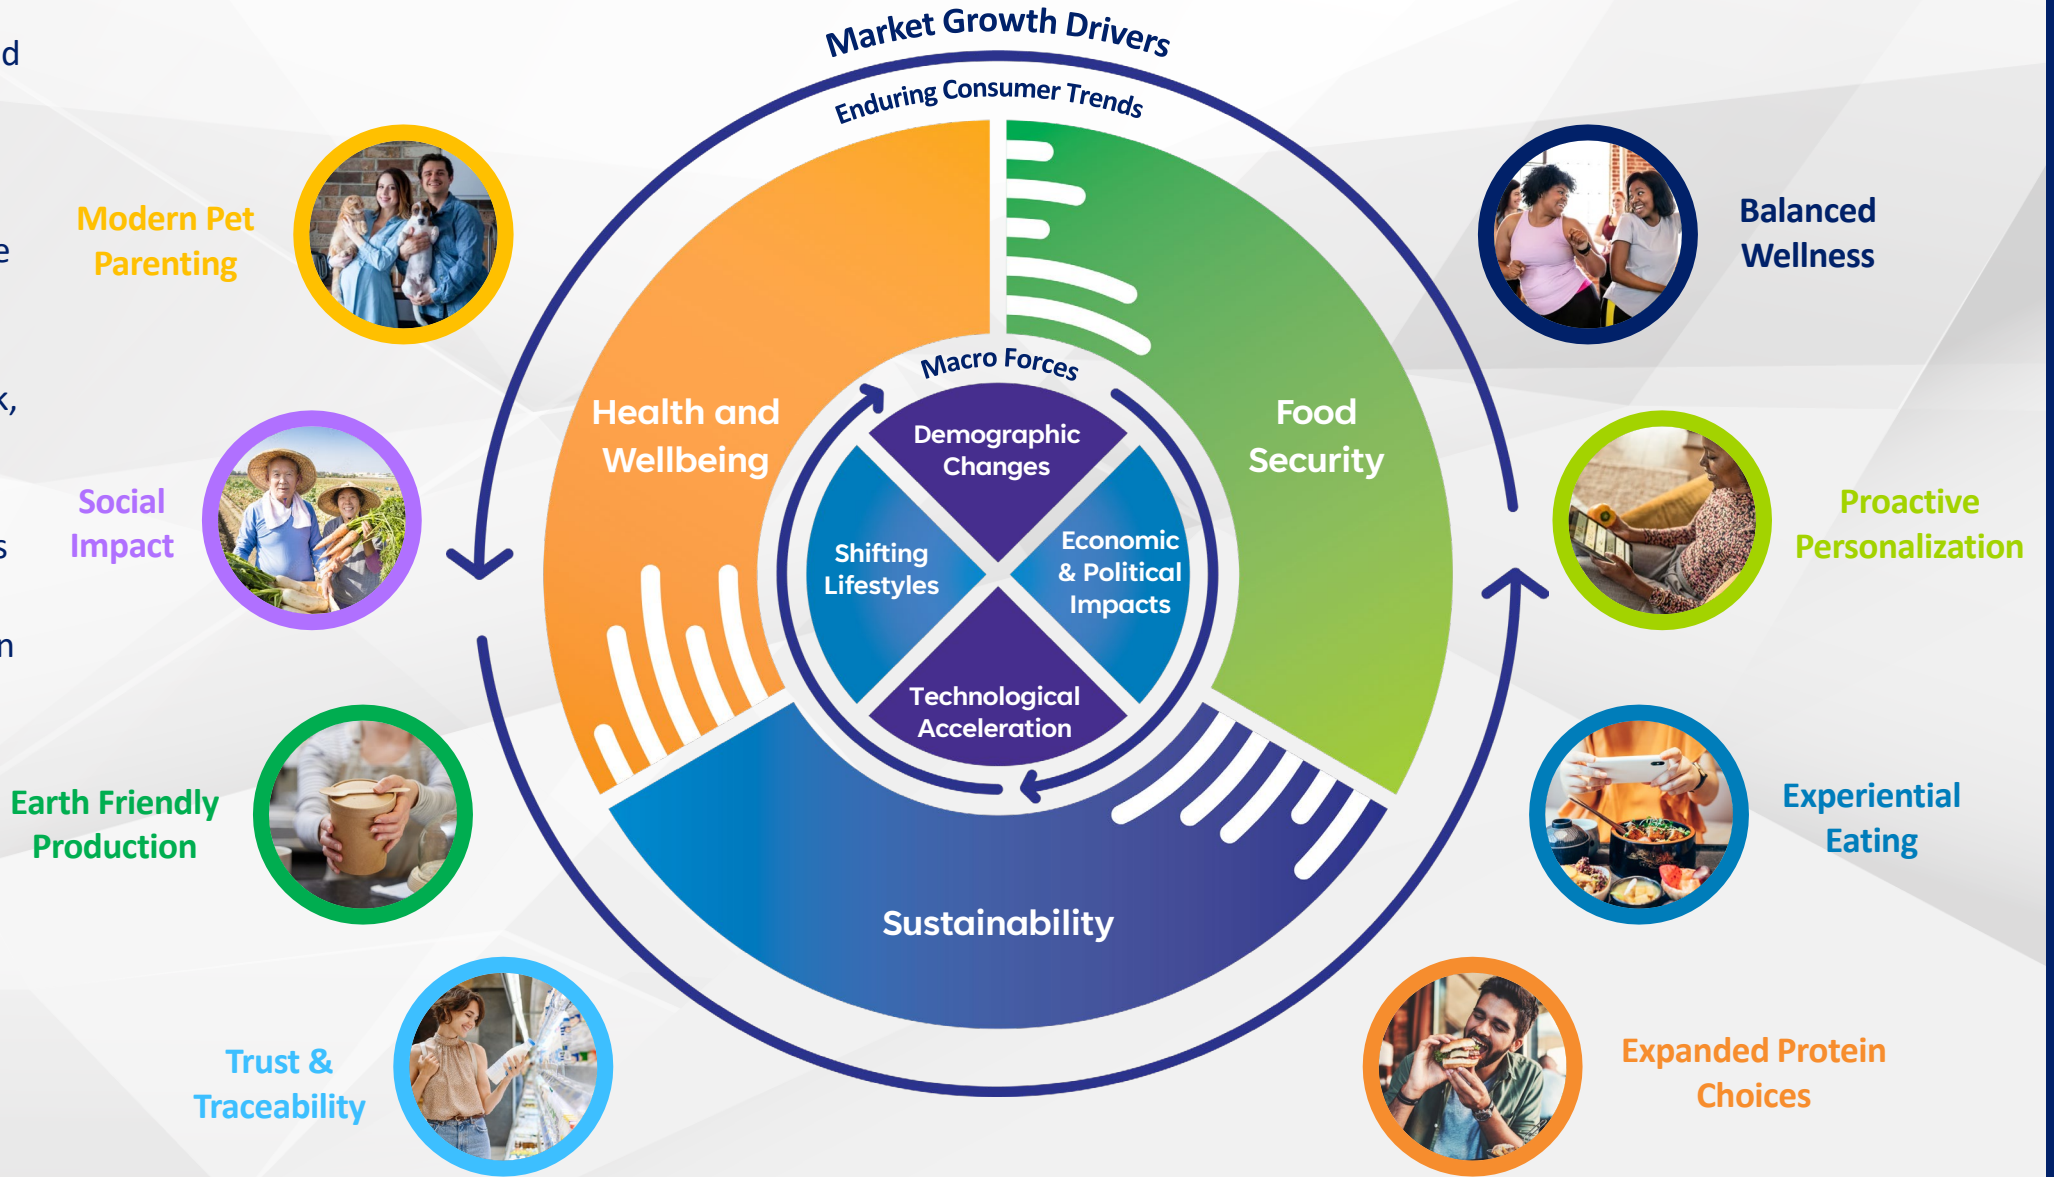 Market Growth Drivers
Enduring Consumer Trends
Health and
Wellbeing
Food
Security
Sustainability
Macro Forces
Demographic
Changes
Shifting
Lifestyles
Economic
& Political
Impacts
Technological
Acceleration
Modern Pet
Parenting
Social
Impact
Earth Friendly
Production
Trust &
Traceability
Balanced
Wellness
Proactive
Personalization
Experiential
Eating
Expanded Protein
Choices